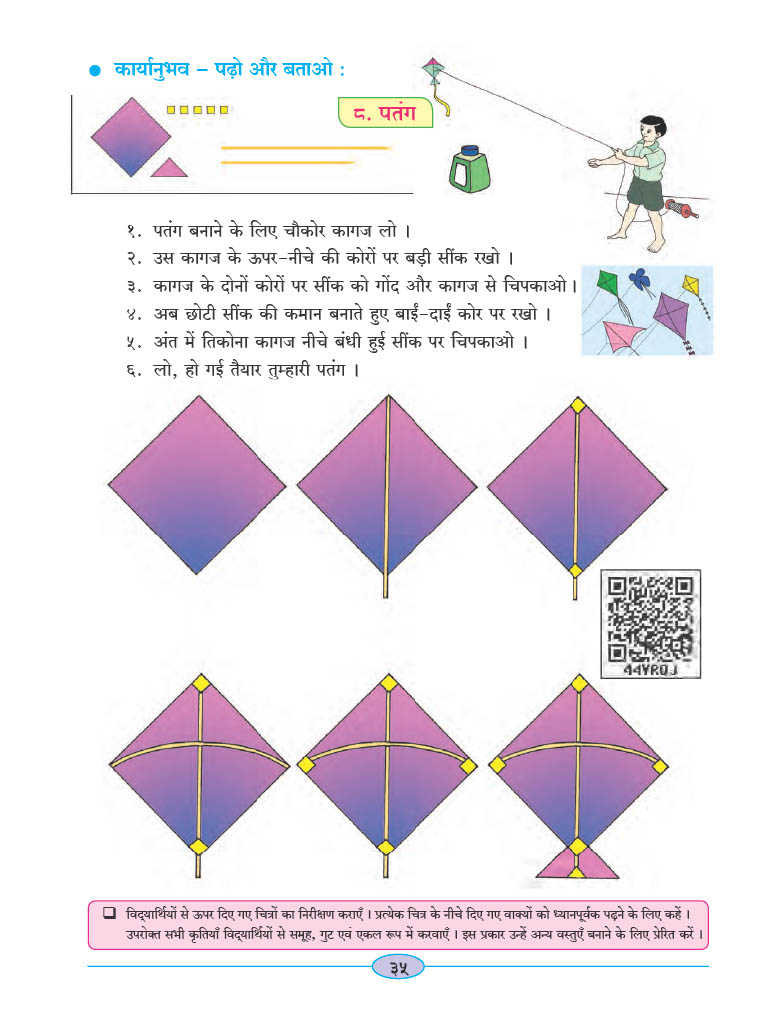 ● कार्यानुभव – पढ़ो और बताओ :
८. पतंग
१. पतंग बनाने के लिए चौकोर कागज लो ।
२. उस कागज के ऊपर-नीचे की कोरों पर बड़ी सींक रखो ।
३. कागज के दोनों कोरों पर सींक को गोंद और कागज से चिपकाओ ।
४. अब छोटी सींक की कमान बनाते हुए बाईं-दाईं कोर पर रखो ।
५. अंत में तिकोना कागज नीचे बंधी हुई सींक पर चिपकाओ ।
६. लो, हो गई तैयार तुम्हारी पतंग ।
44YRQJ
❑ विद्यार्थियों से ऊपर दिए गए चित्रों का निरीक्षण कराएँ । प्रत्येक चित्र के नीचे दिए गए वाक्यों को ध्यानपूर्वक पढ़ने के लिए कहें ।
उपरोक्त सभी कृतियाँ विद्यार्थियों से समूह, गुट एवं एकल रूप में करवाएँ । इस प्रकार उन्हें अन्य वस्तुएँ बनाने के लिए प्रेरित करें ।
३५